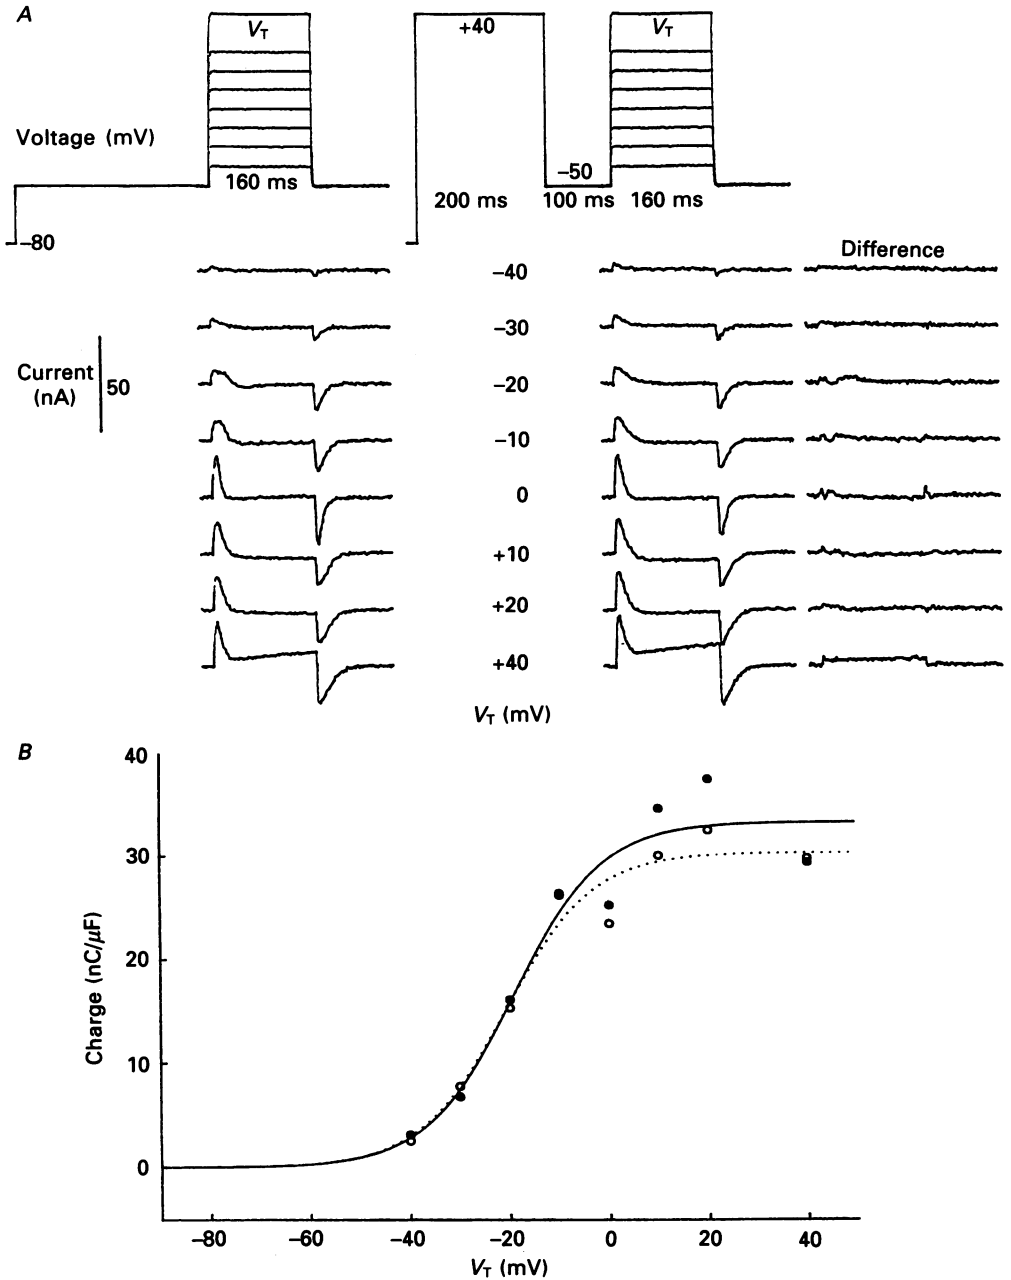 A
V_T
+40
V_T
Voltage (mV)
160 ms
−50
200 ms
100 ms
160 ms
−80
Difference
−40
−30
Current
(nA)
50
−20
−10
0
+10
+20
+40
V_T (mV)
B
40
30
20
10
0
Charge (nC/μF)
−80
−60
−40
−20
0
20
40
V_T (mV)